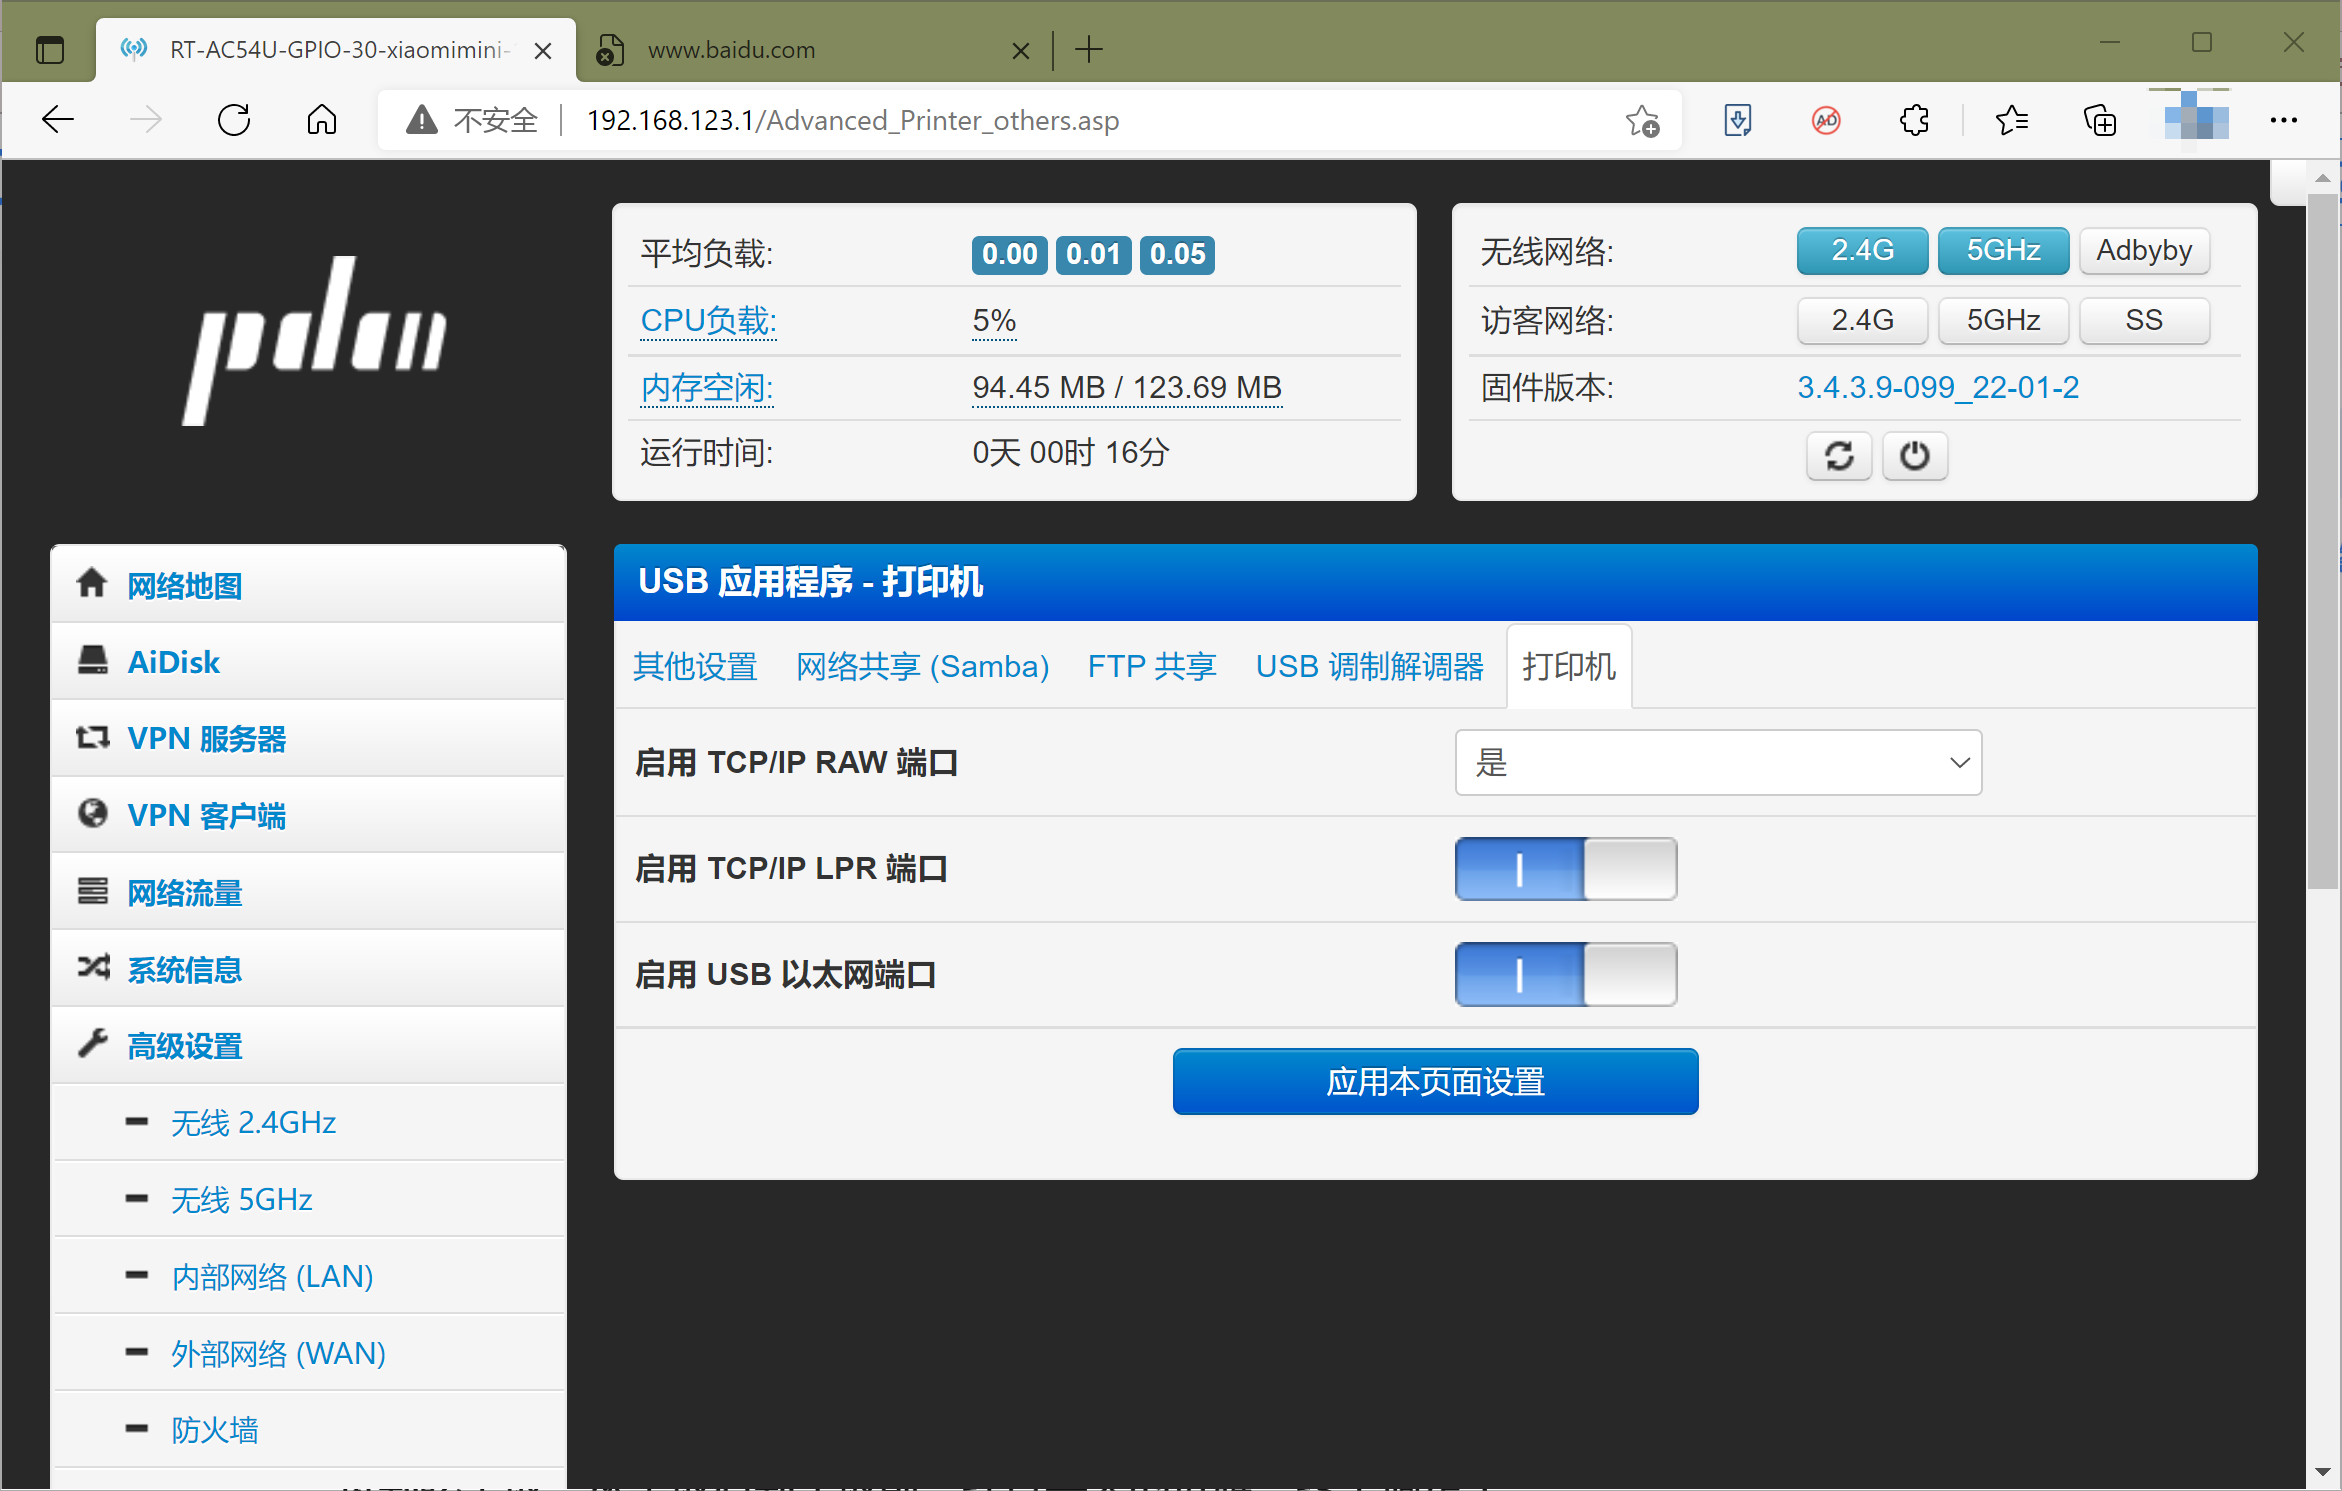 RT-AC54U-GPIO-30-xiaomimini-
www.baidu.com
不安全 192.168.123.1/Advanced_Printer_others.asp
pdcn
平均负载: 0.00 0.01 0.05
CPU负载: 5%
内存空闲: 94.45 MB / 123.69 MB
运行时间: 0天 00时 16分
无线网络: 2.4G 5GHz Adbyby
访客网络: 2.4G 5GHz SS
固件版本: 3.4.3.9-099_22-01-2
网络地图
AiDisk
VPN 服务器
VPN 客户端
网络流量
系统信息
高级设置
无线 2.4GHz
无线 5GHz
内部网络 (LAN)
外部网络 (WAN)
防火墙
USB 应用程序 - 打印机
其他设置 网络共享 (Samba) FTP 共享 USB 调制解调器 打印机
启用 TCP/IP RAW 端口 是
启用 TCP/IP LPR 端口
启用 USB 以太网端口
应用本页面设置